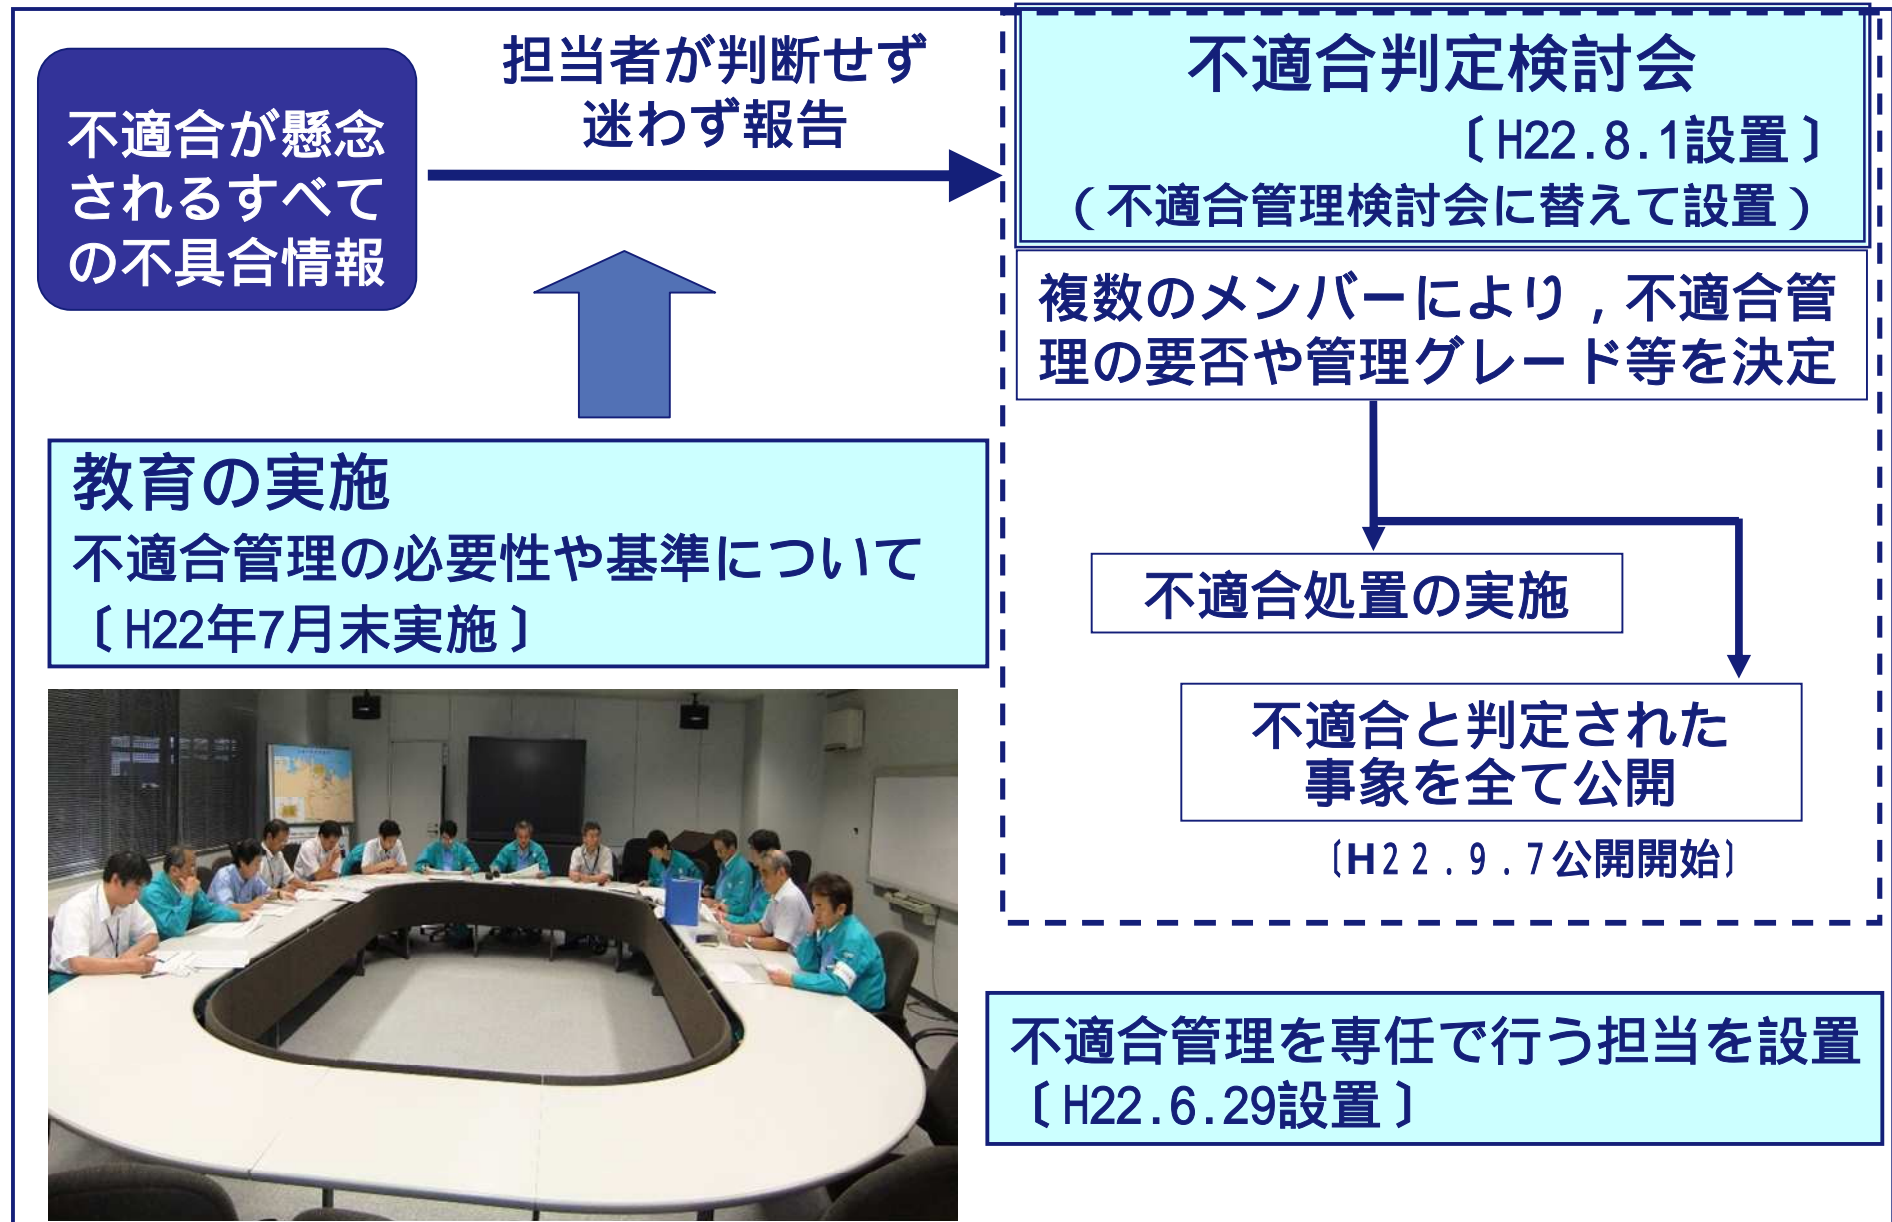 不適合が懸念
されるすべて
の不具合情報
担当者が判断せず
迷わず報告
不適合判定検討会
〔H22.8.1設置〕
（不適合管理検討会に替えて設置）
複数のメンバーにより，不適合管
理の要否や管理グレード等を決定
教育の実施
不適合管理の必要性や基準について
〔H22年7月末実施〕
不適合処置の実施
不適合と判定された
事象を全て公開
〔H２２．９．７公開開始〕
不適合管理を専任で行う担当を設置
〔H22.6.29設置〕